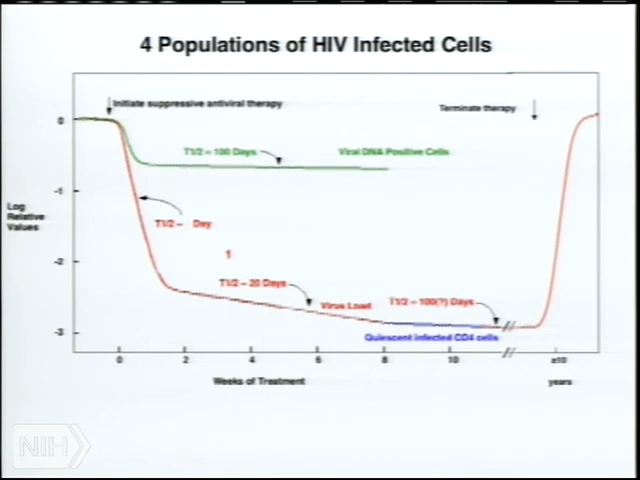 4 Populations of HIV Infected Cells
Initiate suppressive antiviral therapy
Terminate therapy
0
T1/2 ~ 100 Days
Viral DNA Positive Cells
-1
Log
Relative
Values
T1/2 ~ Day
1
-2
T1/2 ~ 20 Days
Virus Load
T1/2 ~ 100(?) Days
-3
Quiescent infected CD4 cells
0 2 4 6 8 10 ≥10
Weeks of Treatment
years
NIH